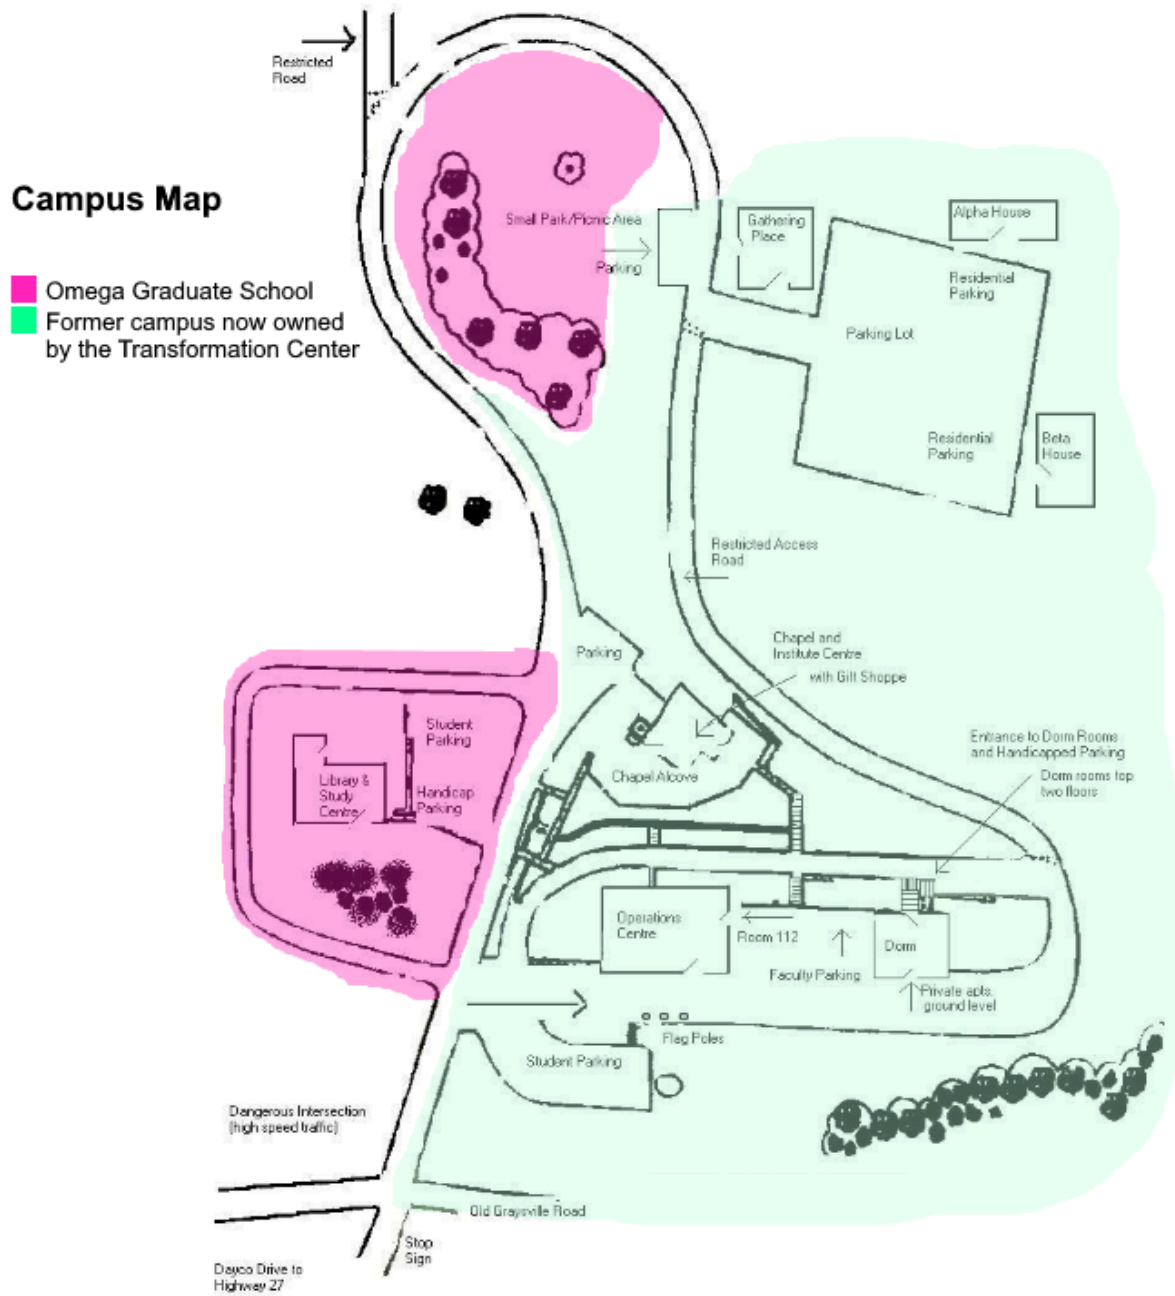 Restricted
Road
Campus Map
Omega Graduate School
Former campus now owned
by the Transformation Center
Small Park/Picnic Area
Parking
Gathering
Place
Alpha House
Residential
Parking
Parking Lot
Residential
Parking
Beta
House
Restricted Access
Road
Parking
Chapel and
Institute Centre
with Gift Shoppe
Student
Parking
Library &
Study
Centre
Handicap
Parking
Chapel Alcove
Entrance to Dorm Rooms
and Handicapped Parking
Dorm rooms top
two floors
Operations
Centre
Room 112
Faculty Parking
Dorm
Private apts.
ground level
Flag Poles
Student Parking
Dangerous Intersection
(high speed traffic)
Old Graysville Road
Stop
Sign
Dayco Drive to
Highway 27